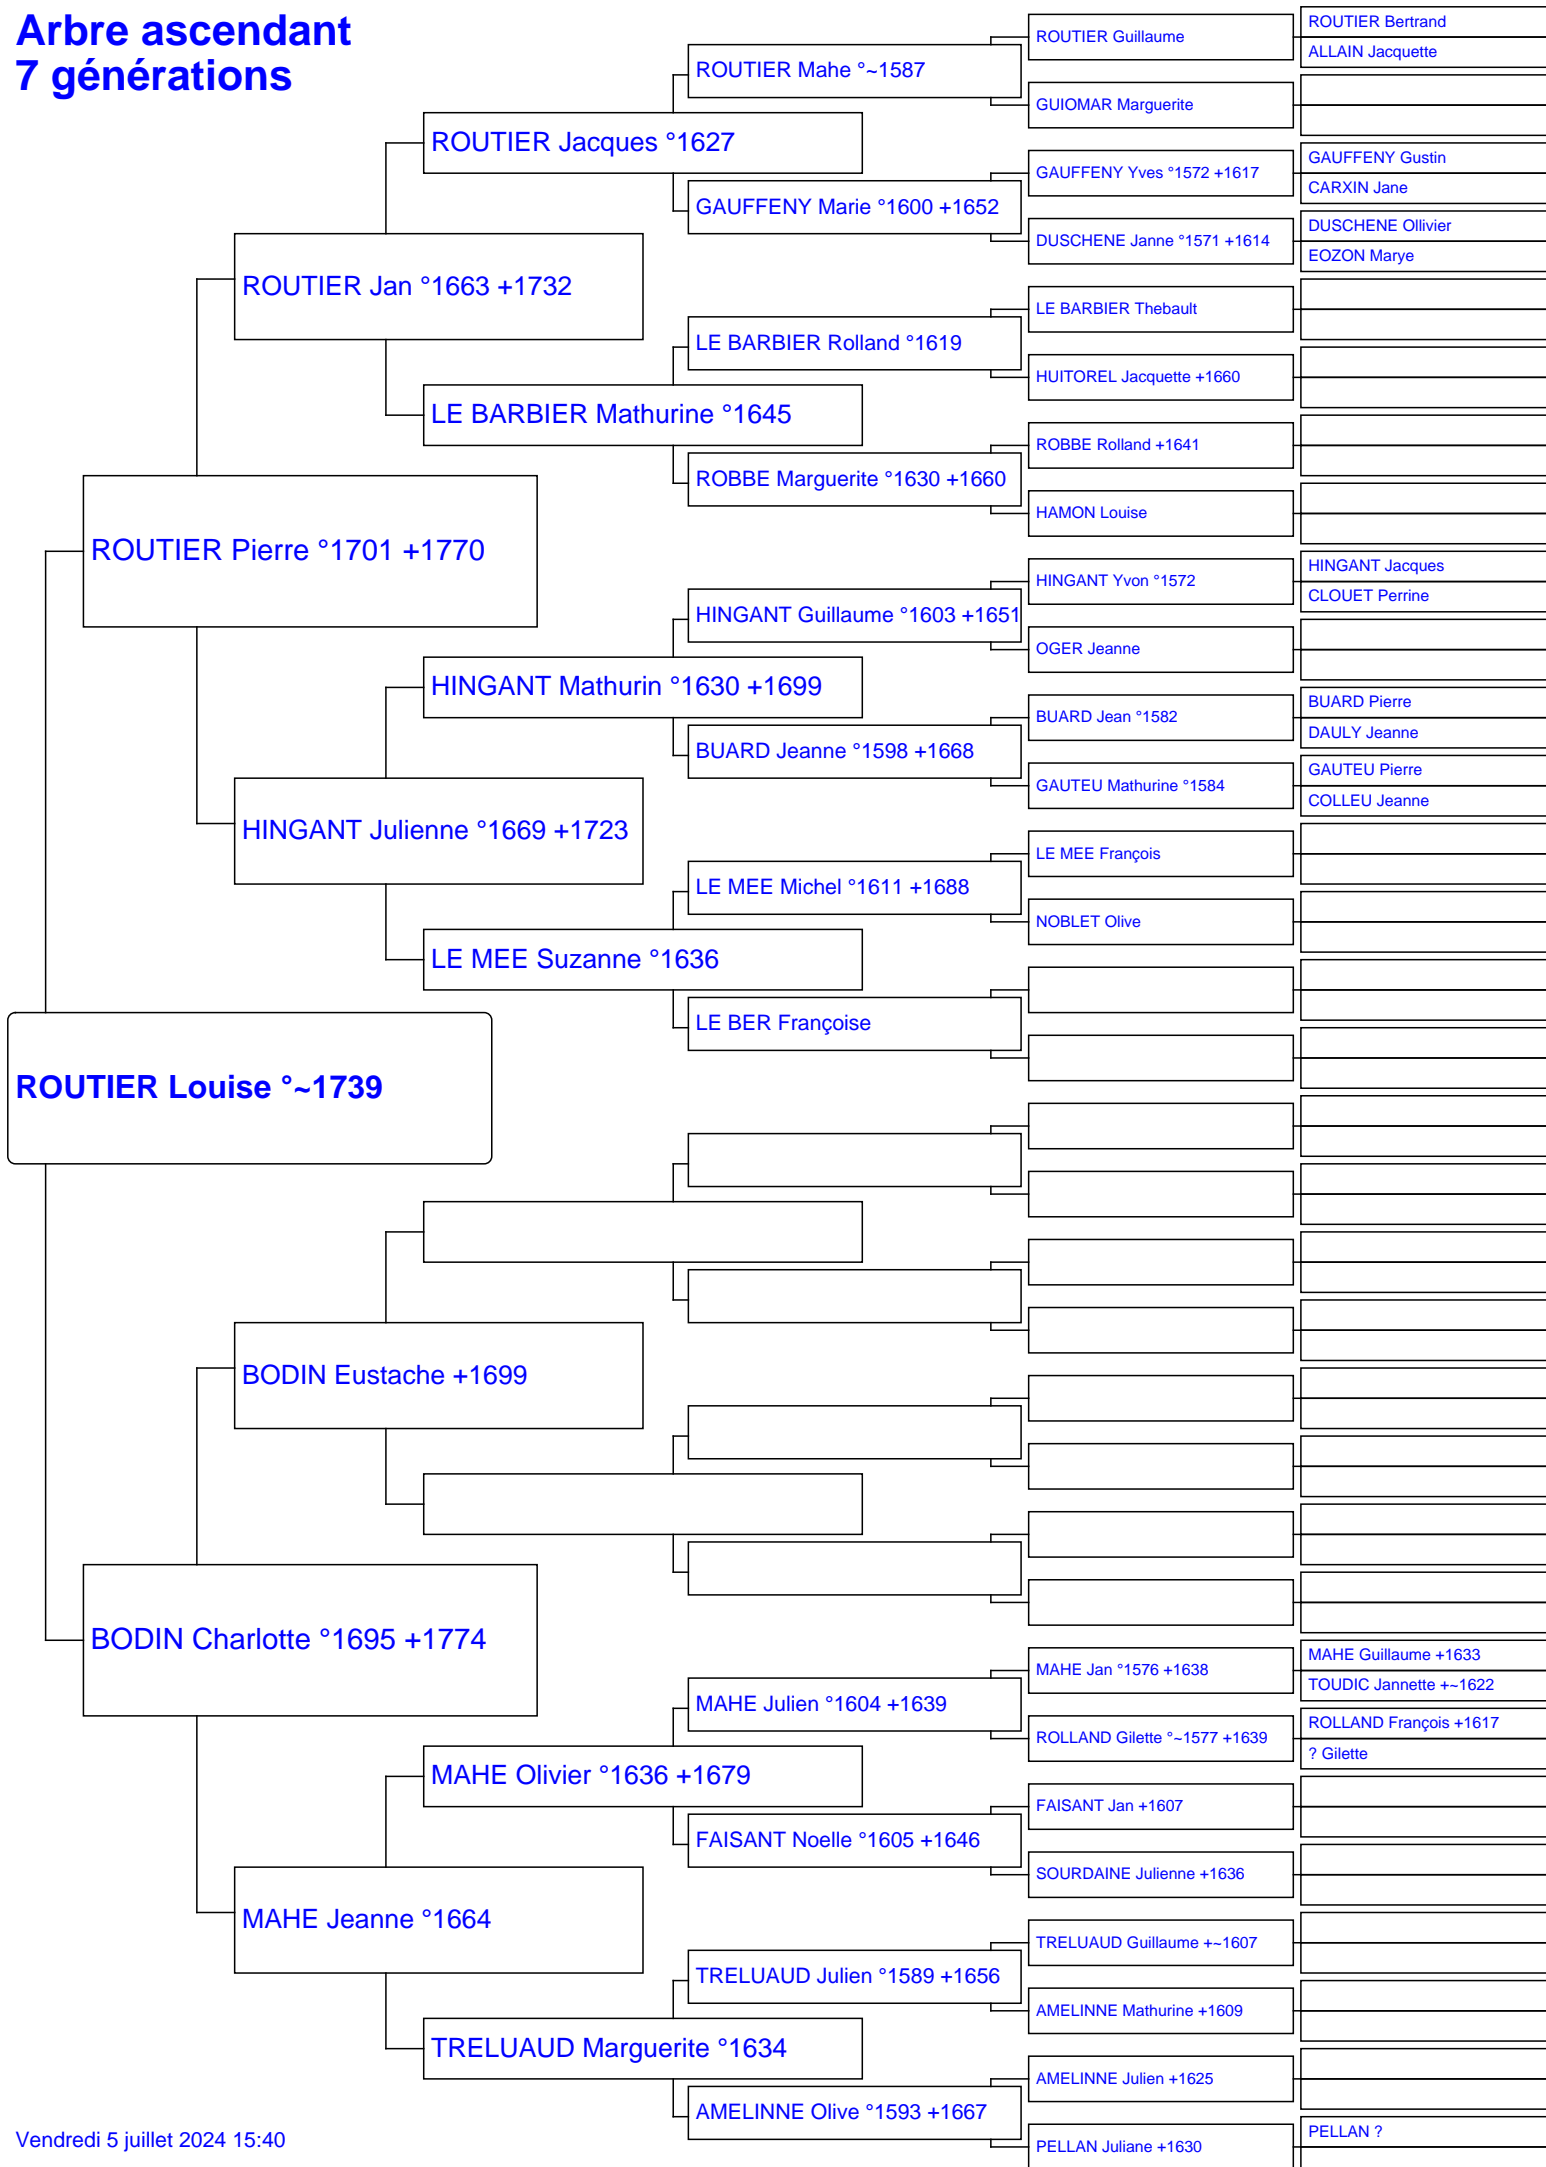 Arbre ascendant
7 générations
ROUTIER Louise °~1739
ROUTIER Pierre °1701 +1770
BODIN Charlotte °1695 +1774
ROUTIER Jan °1663 +1732
HINGANT Julienne °1669 +1723
BODIN Eustache +1699
MAHE Jeanne °1664
ROUTIER Jacques °1627
LE BARBIER Mathurine °1645
HINGANT Mathurin °1630 +1699
LE MEE Suzanne °1636
MAHE Olivier °1636 +1679
TRELUAUD Marguerite °1634
ROUTIER Mahe °~1587
GAUFFENY Marie °1600 +1652
LE BARBIER Rolland °1619
ROBBE Marguerite °1630 +1660
HINGANT Guillaume °1603 +1651
BUARD Jeanne °1598 +1668
LE MEE Michel °1611 +1688
LE BER Françoise
MAHE Julien °1604 +1639
FAISANT Noelle °1605 +1646
TRELUAUD Julien °1589 +1656
AMELINNE Olive °1593 +1667
ROUTIER Guillaume
GUIOMAR Marguerite
GAUFFENY Yves °1572 +1617
DUSCHENE Janne °1571 +1614
LE BARBIER Thebault
HUITOREL Jacquette +1660
ROBBE Rolland +1641
HAMON Louise
HINGANT Yvon °1572
OGER Jeanne
BUARD Jean °1582
GAUTEU Mathurine °1584
LE MEE François
NOBLET Olive
MAHE Jan °1576 +1638
ROLLAND Gilette °~1577 +1639
FAISANT Jan +1607
SOURDAINE Julienne +1636
TRELUAUD Guillaume +~1607
AMELINNE Mathurine +1609
AMELINNE Julien +1625
PELLAN Juliane +1630
ROUTIER Bertrand
ALLAIN Jacquette
GAUFFENY Gustin
CARXIN Jane
DUSCHENE Ollivier
EOZON Marye
HINGANT Jacques
CLOUET Perrine
BUARD Pierre
DAULY Jeanne
GAUTEU Pierre
COLLEU Jeanne
MAHE Guillaume +1633
TOUDIC Jannette +~1622
ROLLAND François +1617
? Gilette
PELLAN ?
Vendredi 5 juillet 2024 15:40